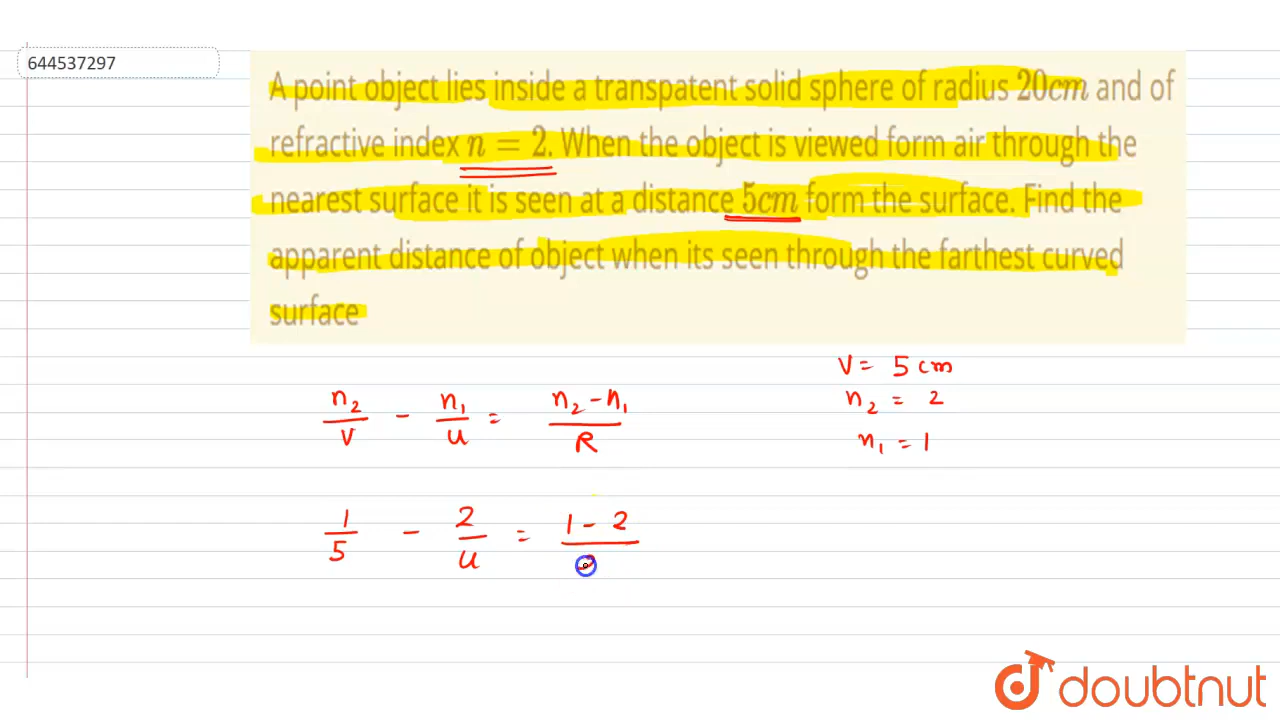 644537297
A point object lies inside a transpatent solid sphere of radius 20cm and of
refractive index n = 2. When the object is viewed form air through the
nearest surface it is seen at a distance 5cm form the surface. Find the
apparent distance of object when its seen through the farthest curved
surface
V = 5 cm
n₂ = 2
n₁ = 1
n₂/V - n₁/u = n₂-n₁/R
1/5 - 2/u = 1-2/
doubtnut